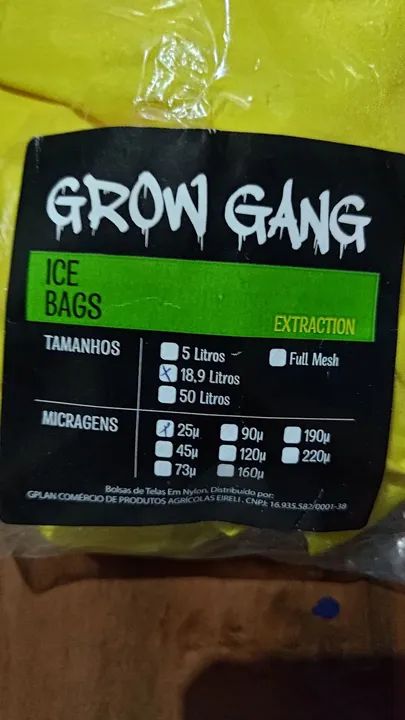 GROW GANG
ICE
BAGS
EXTRACTION
TAMANHOS
5 Litros
Full Mesh
18,9 Litros
50 Litros
MICRAGENS
25µ 90µ 190µ
45µ 120µ 220µ
73µ 160µ
Bolsas de Telas Em Nylon. Distribuído por:
GPLAN COMÉRCIO DE PRODUTOS AGRÍCOLAS EIRELI. CNPJ: 16.935.582/0001-38